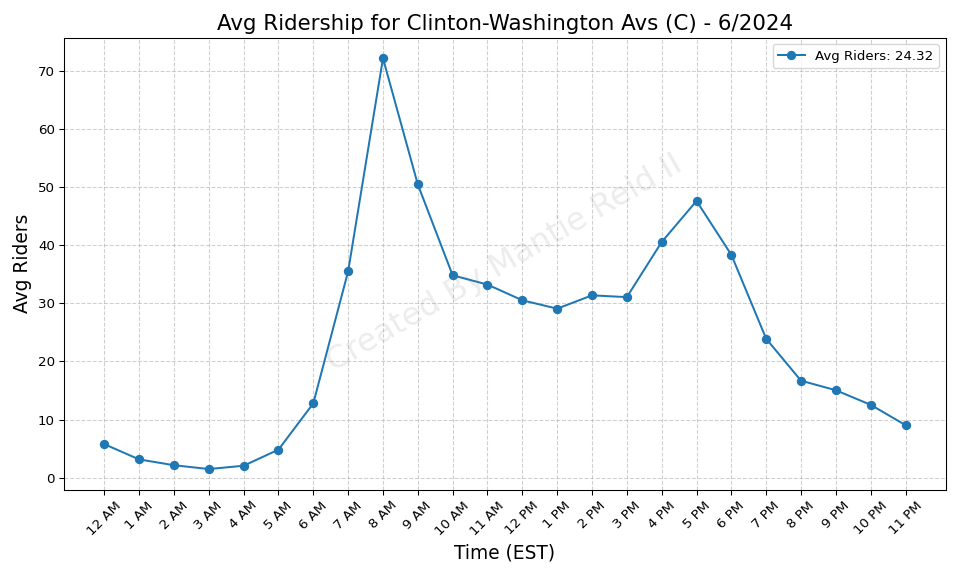 Avg Ridership for Clinton-Washington Avs (C) - 6/2024
Avg Riders: 24.32
Avg Riders
70
60
50
40
30
20
10
0
Created By Mantie Reid II
12 AM
1 AM
2 AM
3 AM
4 AM
5 AM
6 AM
7 AM
8 AM
9 AM
10 AM
11 AM
12 PM
1 PM
2 PM
3 PM
4 PM
5 PM
6 PM
7 PM
8 PM
9 PM
10 PM
11 PM
Time (EST)